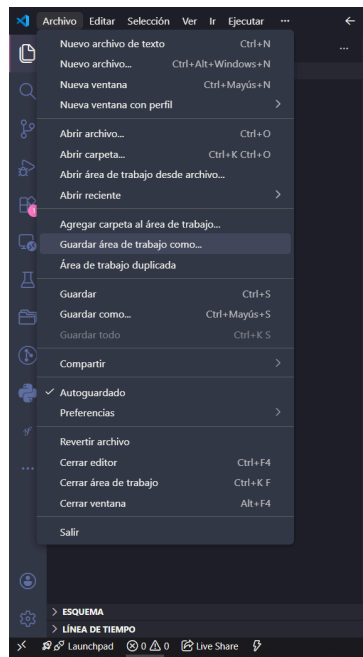 Archivo Editar Selección Ver Ir Ejecutar ...
Nuevo archivo de texto Ctrl+N
Nuevo archivo... Ctrl+Alt+Windows+N
Nueva ventana Ctrl+Mayús+N
Nueva ventana con perfil
Abrir archivo... Ctrl+O
Abrir carpeta... Ctrl+K Ctrl+O
Abrir área de trabajo desde archivo...
Abrir reciente
Agregar carpeta al área de trabajo...
Guardar área de trabajo como...
Área de trabajo duplicada
Guardar Ctrl+S
Guardar como... Ctrl+Mayús+S
Guardar todo Ctrl+K S
Compartir
Autoguardado
Preferencias
Revertir archivo
Cerrar editor Ctrl+F4
Cerrar área de trabajo Ctrl+K F
Cerrar ventana Alt+F4
Salir
ESQUEMA
LÍNEA DE TIEMPO
Launchpad 0 0 Live Share